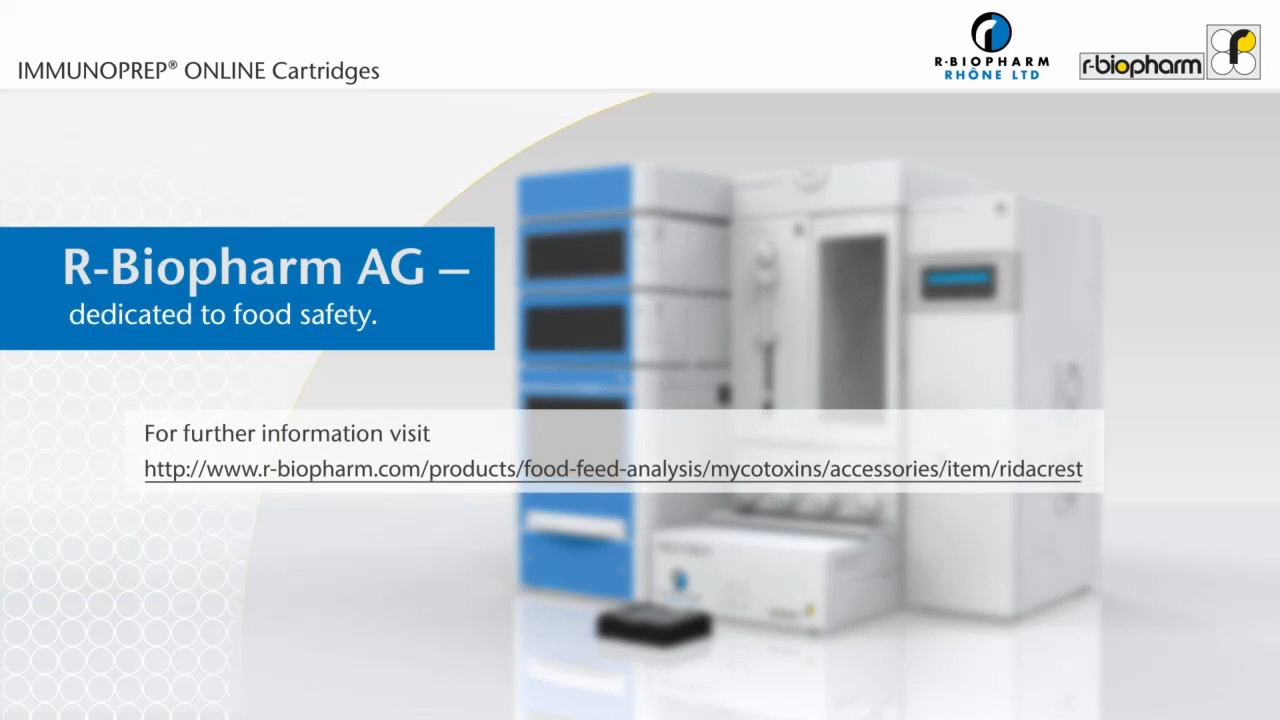 IMMUNOPREP® ONLINE Cartridges
R-BIOPHARM
RHÔNE LTD
r-biopharm
R-Biopharm AG –
dedicated to food safety.
For further information visit
http://www.r-biopharm.com/products/food-feed-analysis/mycotoxins/accessories/item/ridacrest